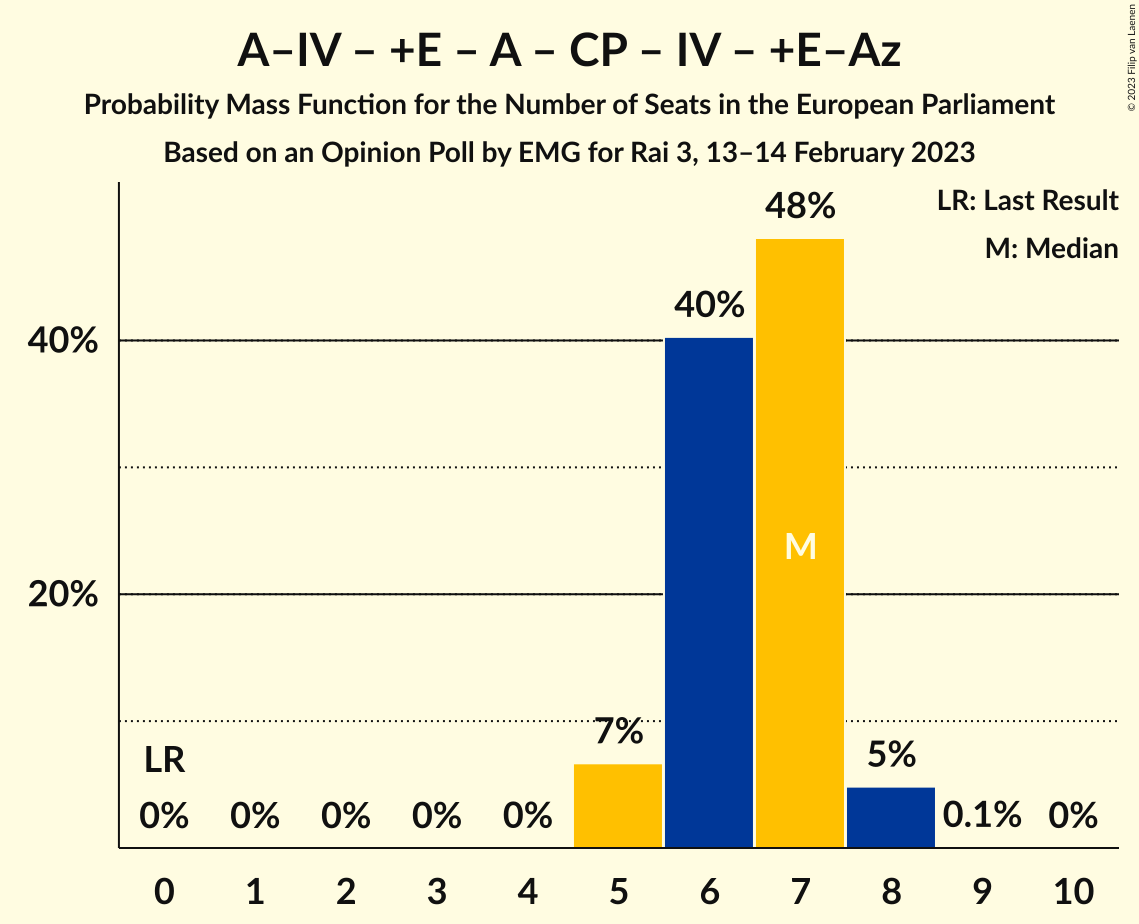 A–IV – +E – A – CP – IV – +E–Az
Probability Mass Function for the Number of Seats in the European Parliament
Based on an Opinion Poll by EMG for Rai 3, 13–14 February 2023
© 2023 Filip van Laenen
LR: Last Result
M: Median
48%
40%
40%
M
20%
7%
LR
5%
0% 0% 0% 0% 0% 0.1% 0%
0 1 2 3 4 5 6 7 8 9 10